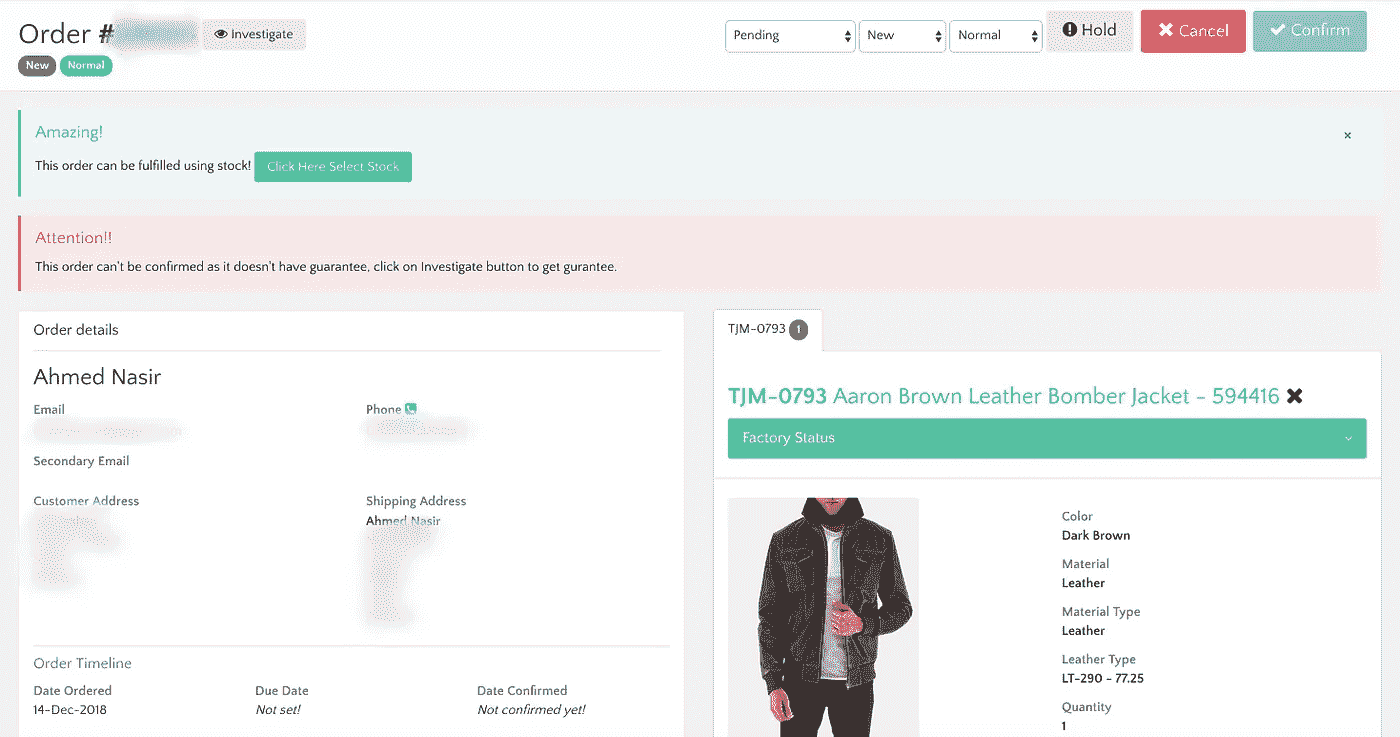 Order #
Investigate
Pending
New
Normal
Hold
Cancel
Confirm
New
Normal
Amazing!
This order can be fulfilled using stock! Click Here Select Stock
×
Attention!!
This order can't be confirmed as it doesn't have guarantee, click on Investigate button to get gurantee.
Order details
Ahmed Nasir
Email
Phone
Secondary Email
Customer Address
Shipping Address
Ahmed Nasir
Order Timeline
Date Ordered
14-Dec-2018
Due Date
Not set!
Date Confirmed
Not confirmed yet!
TJM-0793 1
TJM-0793 Aaron Brown Leather Bomber Jacket - 594416
Factory Status
Color
Dark Brown
Material
Leather
Material Type
Leather
Leather Type
LT-290 - 77.25
Quantity
1